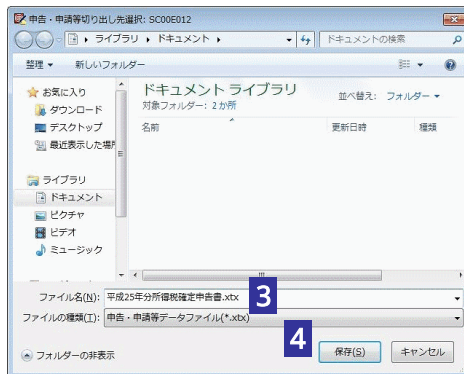 申告・申請等切り出し先選択: SC00E012
ライブラリ ドキュメント
ドキュメントの検索
整理 新しいフォルダー
お気に入り
ダウンロード
デスクトップ
最近表示した場所
ライブラリ
ドキュメント
ピクチャ
ビデオ
ミュージック
ドキュメント ライブラリ
対象フォルダー: 2 か所
並べ替え: フォルダー
名前 更新日時 種類
ファイル名(N): 平成25年分所得税確定申告書.xtx
3
ファイルの種類(T): 申告・申請等データファイル(*.xtx)
4
フォルダーの非表示
保存(S) キャンセル